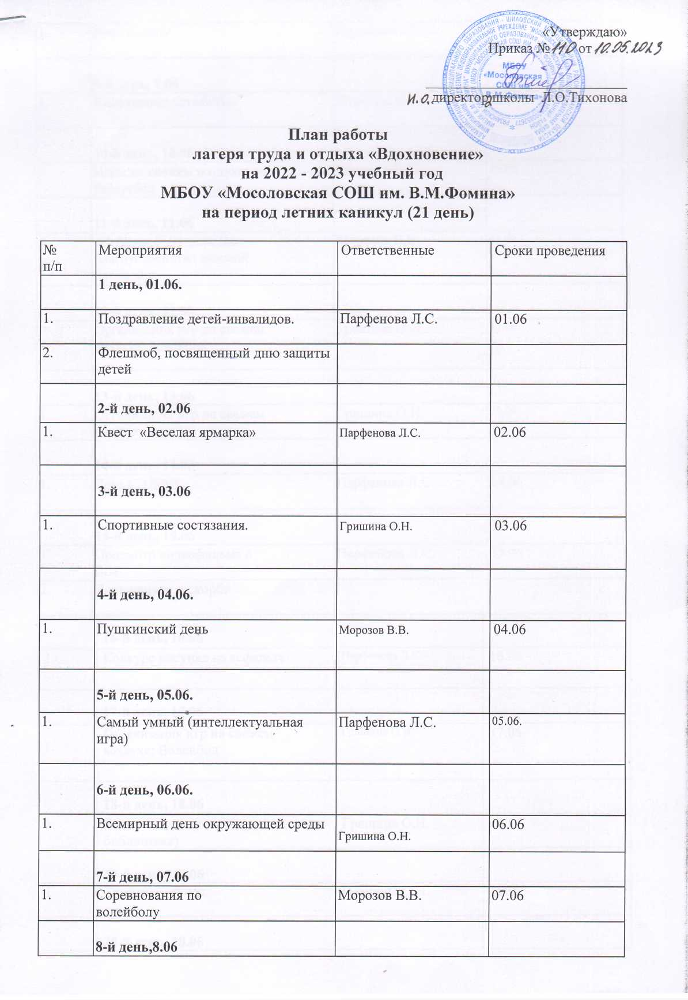 «Утверждаю»
Приказ № 110 от 10.05.2023
МБОУ
«Мосоловская
СОШ им.
В.М.Фомина»
И.о. директора школы Л.О.Тихонова
План работы
лагеря труда и отдыха «Вдохновение»
на 2022 - 2023 учебный год
МБОУ «Мосоловская СОШ им. В.М.Фомина»
на период летних каникул (21 день)
№ Мероприятия Ответственные Сроки проведения
п/п
1 день, 01.06.
1. Поздравление детей-инвалидов. Парфенова Л.С. 01.06
2. Флешмоб, посвященный дню защиты
детей
2-й день, 02.06
1. Квест «Веселая ярмарка» Парфенова Л.С. 02.06
3-й день, 03.06
1. Спортивные состязания. Гришина О.Н. 03.06
4-й день, 04.06.
1. Пушкинский день Морозов В.В. 04.06
5-й день, 05.06.
1. Самый умный (интеллектуальная Парфенова Л.С. 05.06.
игра)
6-й день, 06.06.
1. Всемирный день окружающей среды Гришина О.Н. 06.06
7-й день, 07.06
1. Соревнования по Морозов В.В. 07.06
волейболу
8-й день,8.06